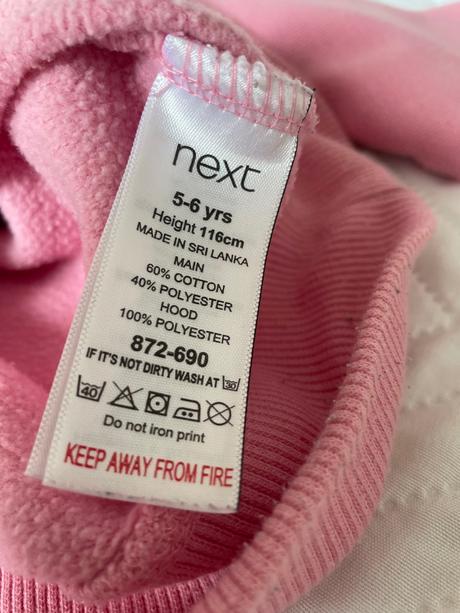 next
5-6 yrs
Height 116cm
MADE IN SRI LANKA
MAIN
60% COTTON
40% POLYESTER
HOOD
100% POLYESTER
872-690
IF IT'S NOT DIRTY WASH AT 30
40
Do not iron print
KEEP AWAY FROM FIRE